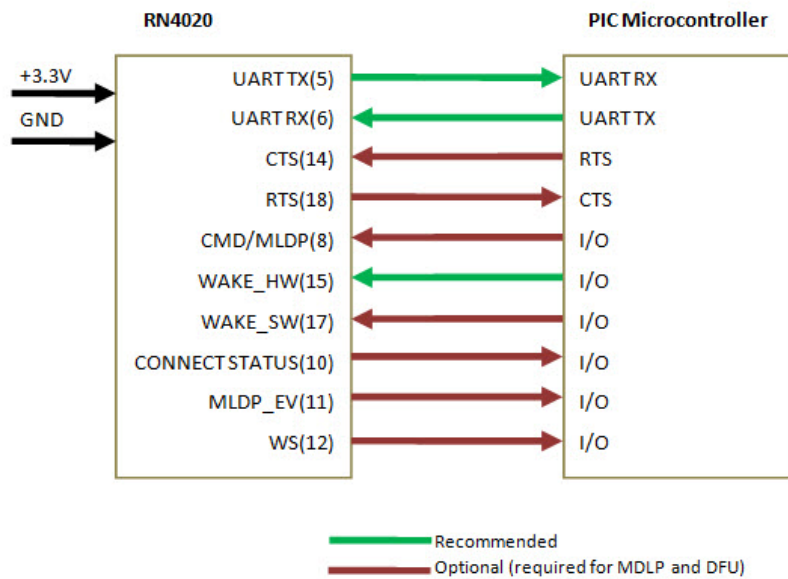 RN4020
PIC Microcontroller
+3.3V
GND
UART TX(5)
UART RX
UART RX(6)
UART TX
CTS(14)
RTS
RTS(18)
CTS
CMD/MLDP(8)
I/O
WAKE_HW(15)
I/O
WAKE_SW(17)
I/O
CONNECT STATUS(10)
I/O
MLDP_EV(11)
I/O
WS(12)
I/O
Recommended
Optional (required for MDLP and DFU)